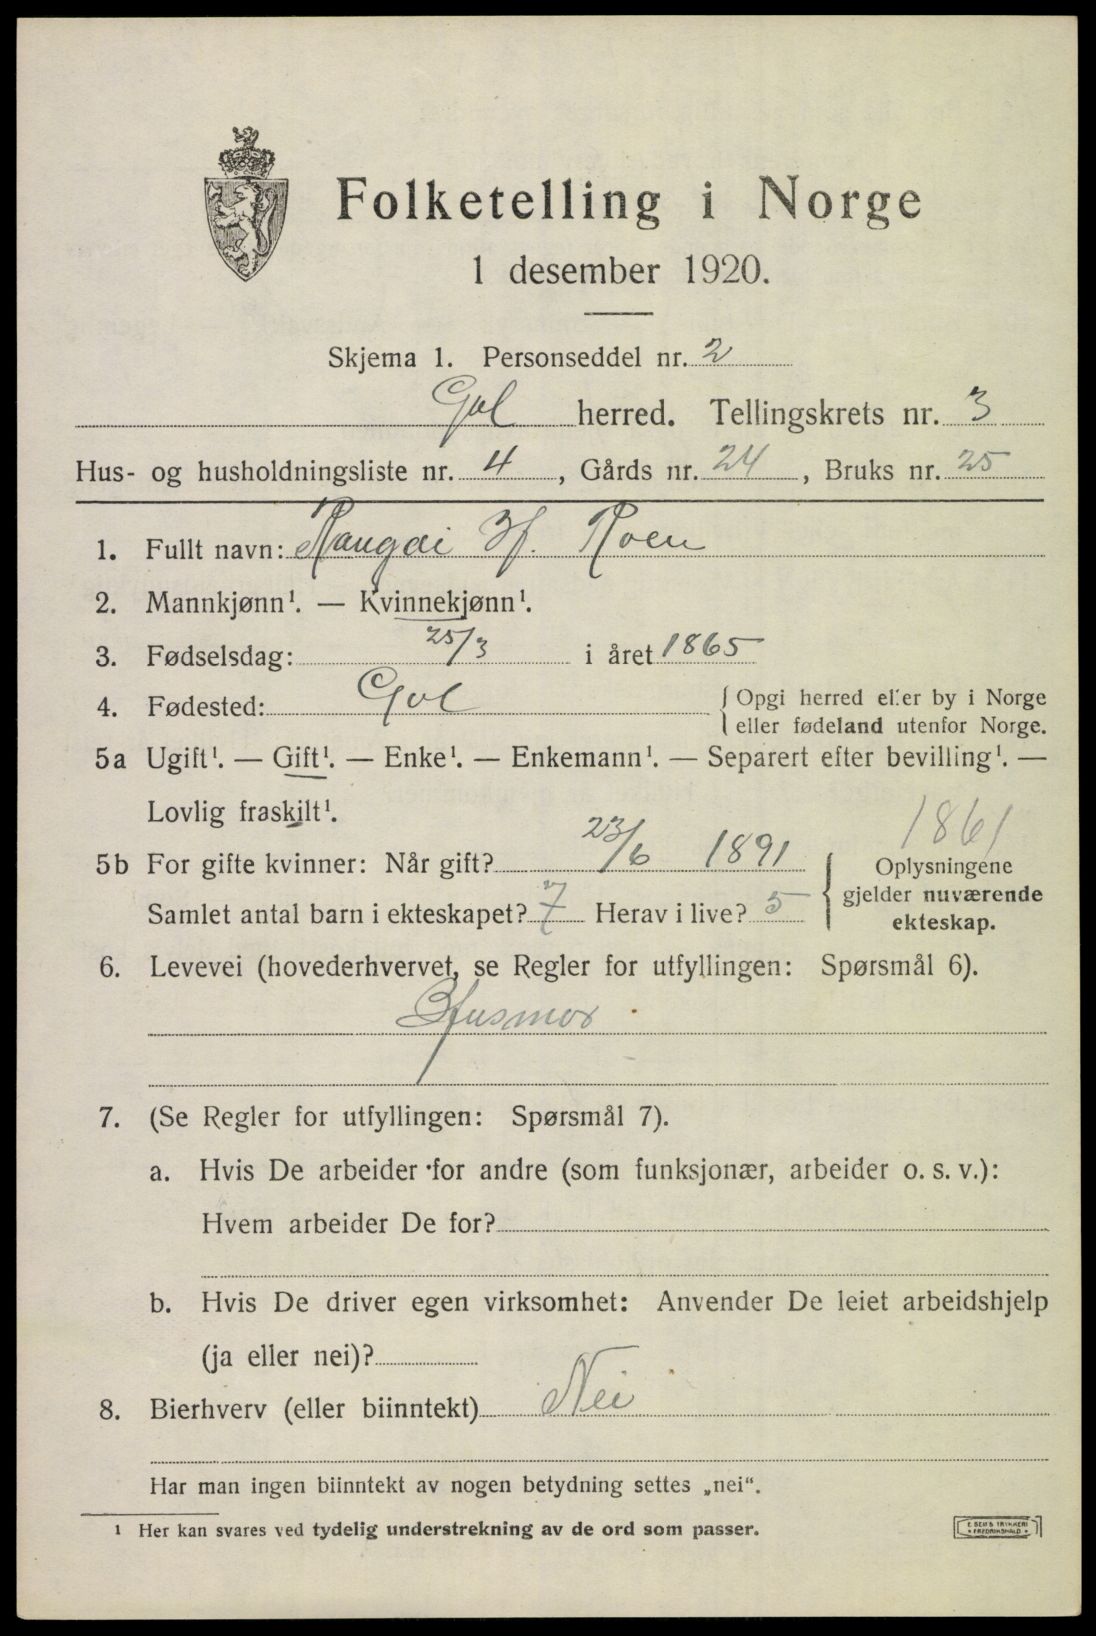 Folketelling i Norge
1 desember 1920.
Skjema 1. Personseddel nr. 2
Gol herred. Tellingskrets nr. 3
Hus- og husholdningsliste nr. 4, Gårds nr. 24, Bruks nr. 25
1. Fullt navn: Roen
2. Mannkjønn¹. — Kvinnekjønn¹.
3. Fødselsdag: 25/3 i året 1865
4. Fødested: Gol { Opgi herred eller by i Norge
eller fødeland utenfor Norge.
5a Ugift¹. — Gift¹. — Enke¹. — Enkemann¹. — Separert efter bevilling¹. —
Lovlig fraskilt¹.
1861
5b For gifte kvinner: Når gift? 23/6 1891
Samlet antal barn i ekteskapet? 7 Herav i live? 5
{ Oplysningene
gjelder nuværende
ekteskap.
6. Levevei (hovederhvervet, se Regler for utfyllingen: Spørsmål 6).
Husmor
7. (Se Regler for utfyllingen: Spørsmål 7).
a. Hvis De arbeider for andre (som funksjonær, arbeider o. s. v.):
Hvem arbeider De for?
b. Hvis De driver egen virksomhet: Anvender De leiet arbeidshjelp
(ja eller nei)?
8. Bierhverv (eller biinntekt) Nei
Har man ingen biinntekt av nogen betydning settes „nei“.
¹ Her kan svares ved tydelig understrekning av de ord som passer.